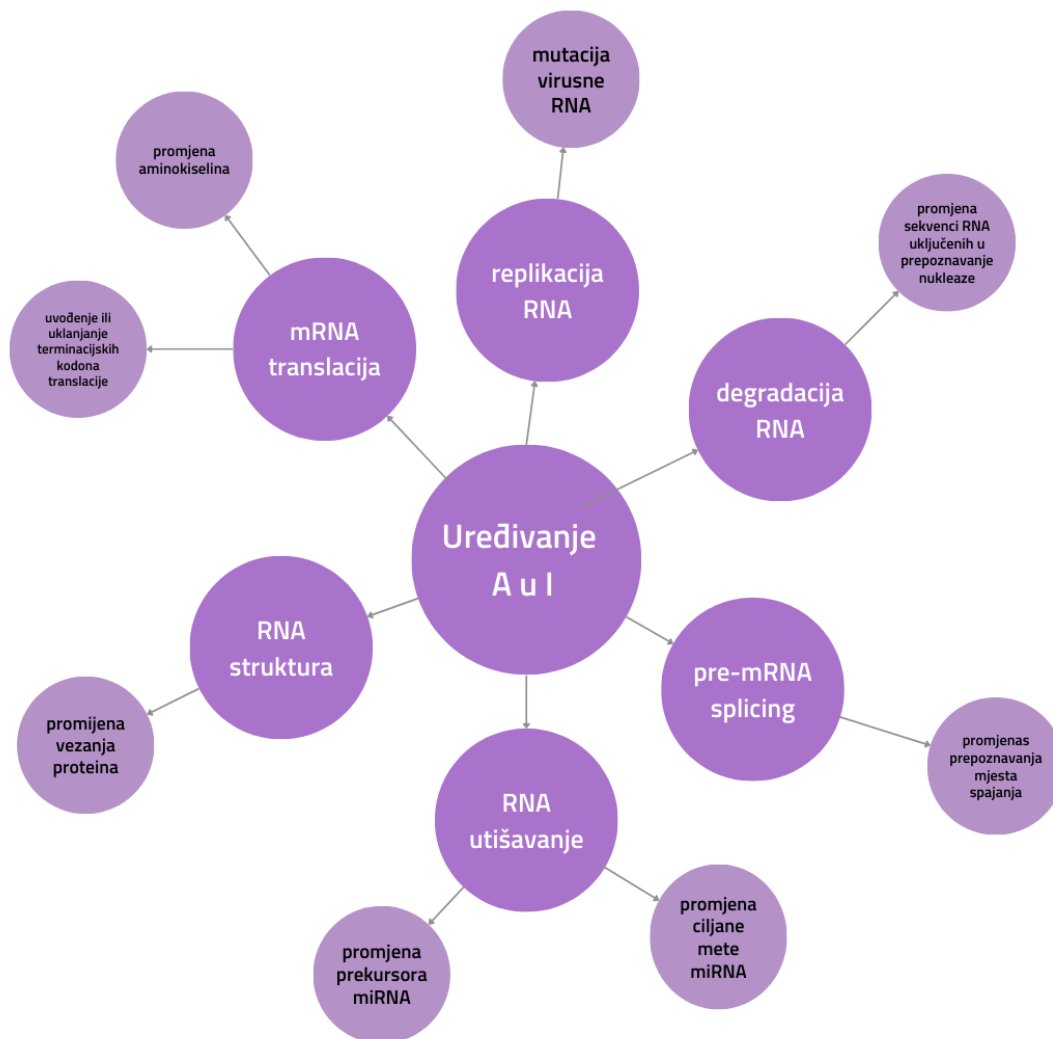 mutacija
virusne
RNA
promjena
aminokiselina
promjena
sekvenci RNA
uključenih u
prepoznavanje
nukleaze
replikacija
RNA
uvođenje ili
uklanjanje
terminacijskih
kodona
translacije
mRNA
translacija
degradacija
RNA
Uređivanje
A u I
RNA
struktura
pre-mRNA
splicing
promijena
vezanja
proteina
promjenas
prepoznavanja
mjesta
spajanja
RNA
utišavanje
promjena
prekursora
miRNA
promjena
ciljane
mete
miRNA